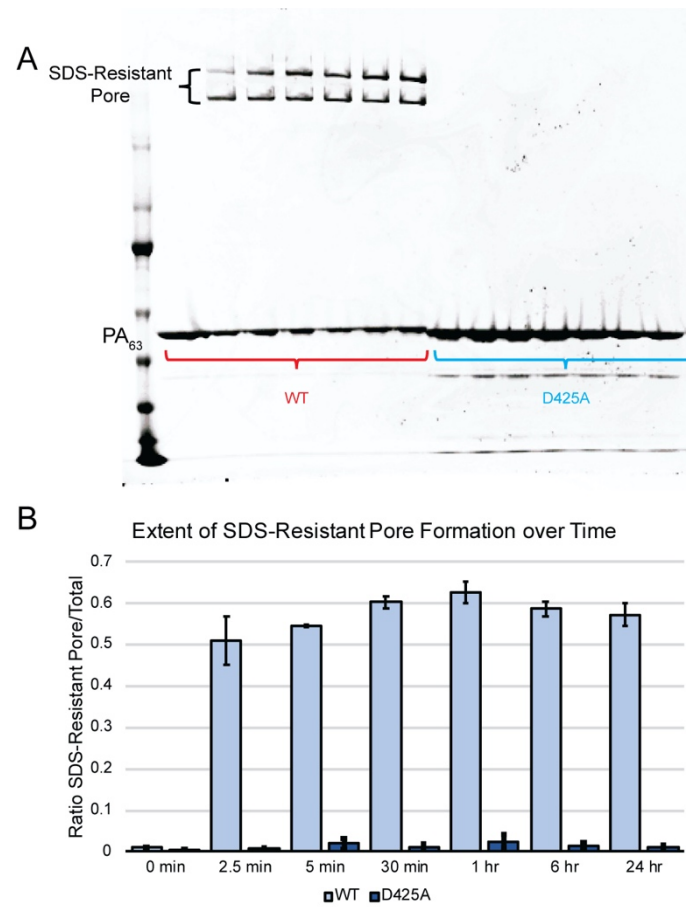 A
SDS-Resistant
Pore
PA63
WT
D425A
B
Extent of SDS-Resistant Pore Formation over Time
Ratio SDS-Resistant Pore/Total
0.7
0.6
0.5
0.4
0.3
0.2
0.1
0
0 min 2.5 min 5 min 30 min 1 hr 6 hr 24 hr
WT D425A